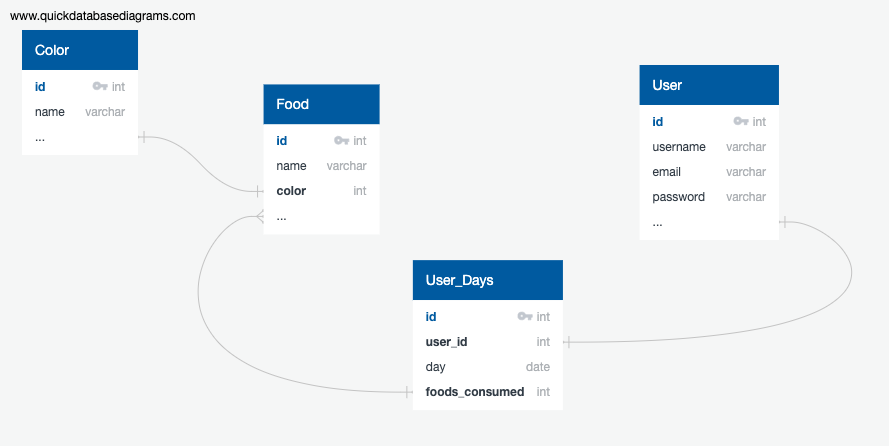 www.quickdatabasediagrams.com
Color
id int
name varchar
...
Food
id int
name varchar
color int
...
User
id int
username varchar
email varchar
password varchar
...
User_Days
id int
user_id int
day date
foods_consumed int